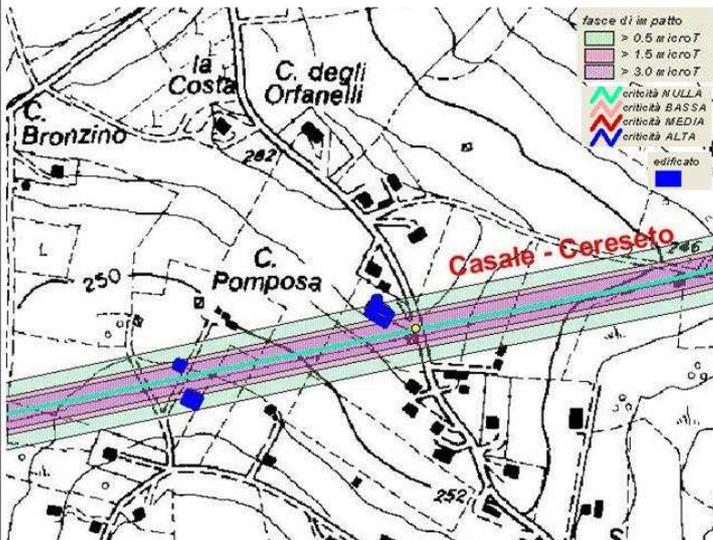 fasce di impatto
> 0.5 microT
> 1.5 microT
> 3.0 microT
criticità NULLA
criticità BASSA
criticità MEDIA
criticità ALTA
edificato
la
Costa
C. degli
Orfanelli
C.
Bronzino
282
Casale - Cereseto
246
L
250
C.
Pomposa
252
S